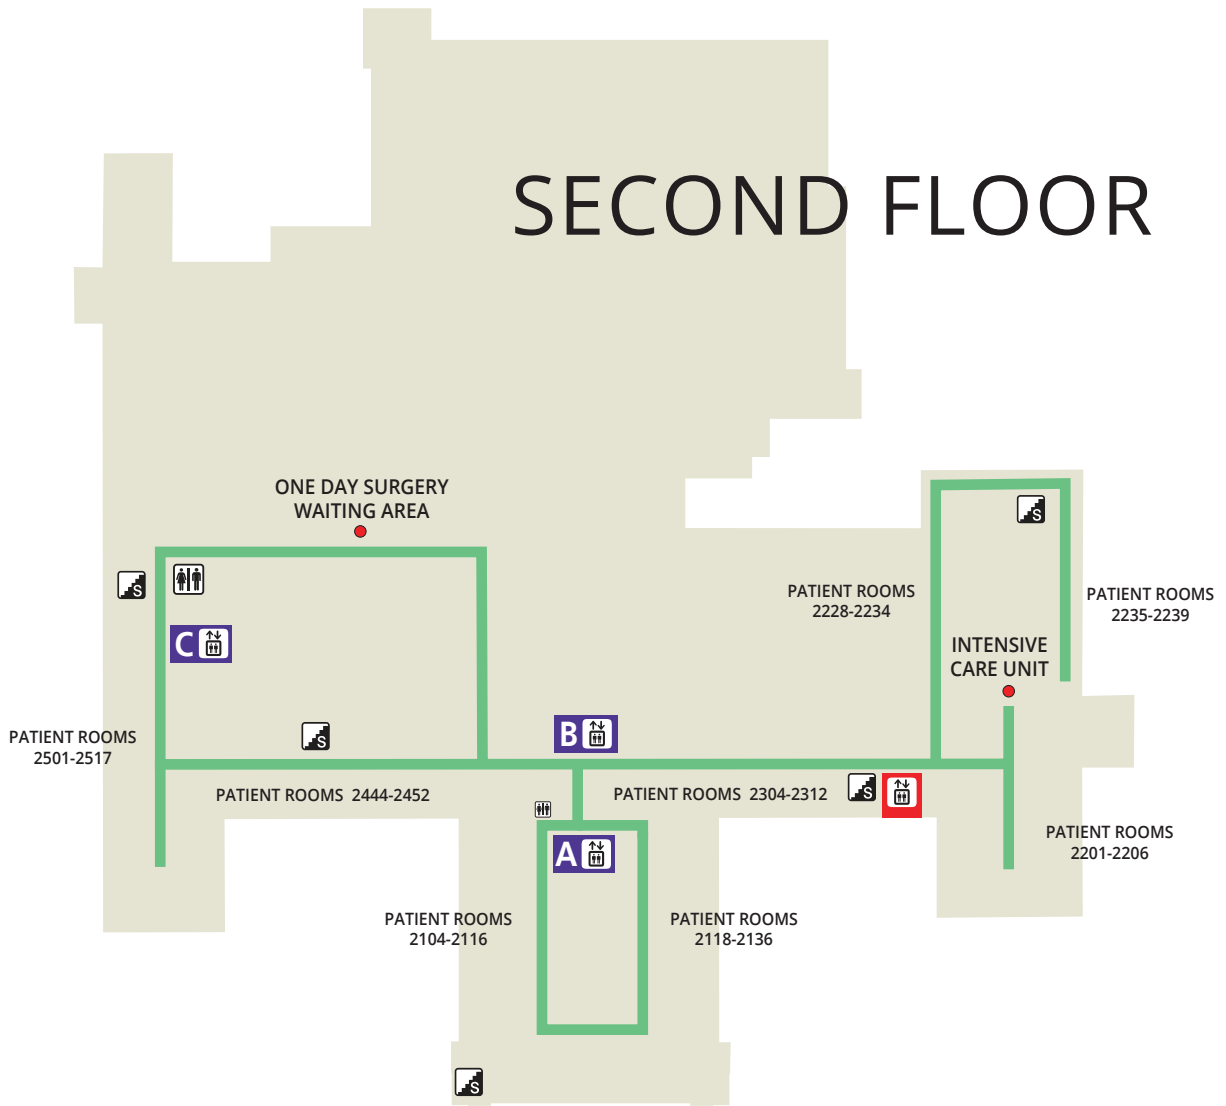 SECOND FLOOR
ONE DAY SURGERY
WAITING AREA
S
S
PATIENT ROOMS
2228-2234
PATIENT ROOMS
2235-2239
C
INTENSIVE
CARE UNIT
PATIENT ROOMS
2501-2517
S
B
PATIENT ROOMS 2444-2452
PATIENT ROOMS 2304-2312
S
A
PATIENT ROOMS
2201-2206
PATIENT ROOMS
2104-2116
PATIENT ROOMS
2118-2136
S